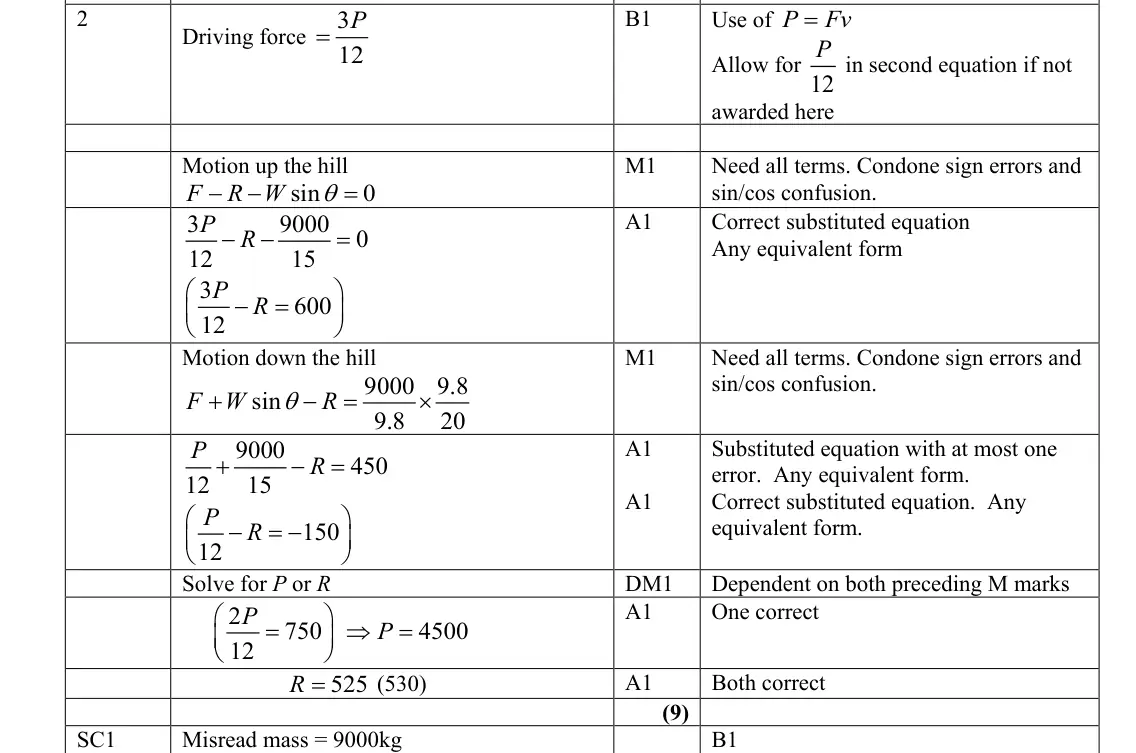 2
Driving force = 3P/12
B1
Use of P = Fv
Allow for P/12 in second equation if not
awarded here
Motion up the hill
F − R − W sin θ = 0
M1
Need all terms. Condone sign errors and
sin/cos confusion.
3P/12 − R − 9000/15 = 0
(3P/12 − R = 600)
A1
Correct substituted equation
Any equivalent form
Motion down the hill
F + W sin θ − R = 9000/9.8 × 9.8/20
M1
Need all terms. Condone sign errors and
sin/cos confusion.
P/12 + 9000/15 − R = 450
(P/12 − R = −150)
A1
Substituted equation with at most one
error. Any equivalent form.
A1
Correct substituted equation. Any
equivalent form.
Solve for P or R
DM1
Dependent on both preceding M marks
(2P/12 = 750) ⇒ P = 4500
A1
One correct
R = 525 (530)
A1
Both correct
(9)
SC1
Misread mass = 9000kg
B1